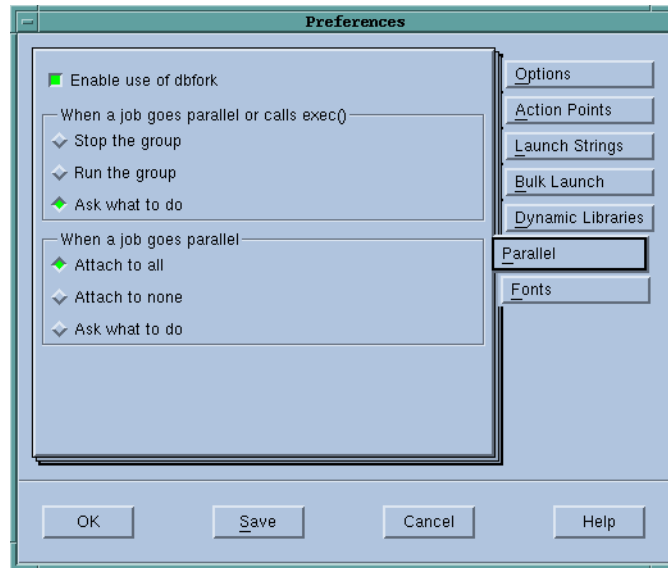 Preferences
Enable use of dbfork
When a job goes parallel or calls exec()
Stop the group
Run the group
Ask what to do
When a job goes parallel
Attach to all
Attach to none
Ask what to do
Options
Action Points
Launch Strings
Bulk Launch
Dynamic Libraries
Parallel
Fonts
OK
Save
Cancel
Help